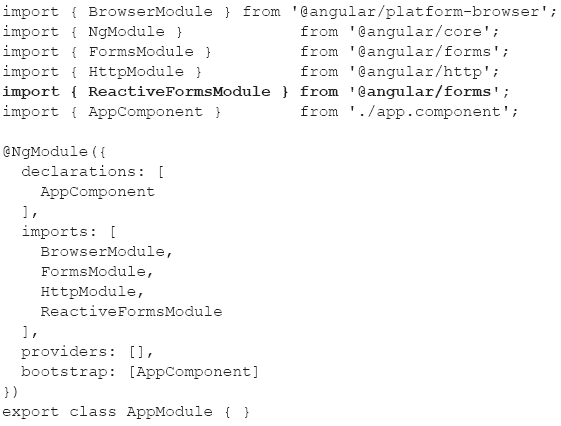 import { BrowserModule } from '@angular/platform-browser';
import { NgModule }            from '@angular/core';
import { FormsModule }         from '@angular/forms';
import { HttpModule }          from '@angular/http';
import { ReactiveFormsModule } from '@angular/forms';
import { AppComponent }        from './app.component';

@NgModule({
  declarations: [
    AppComponent
  ],
  imports: [
    BrowserModule,
    FormsModule,
    HttpModule,
    ReactiveFormsModule
  ],
  providers: [],
  bootstrap: [AppComponent]
})
export class AppModule { }